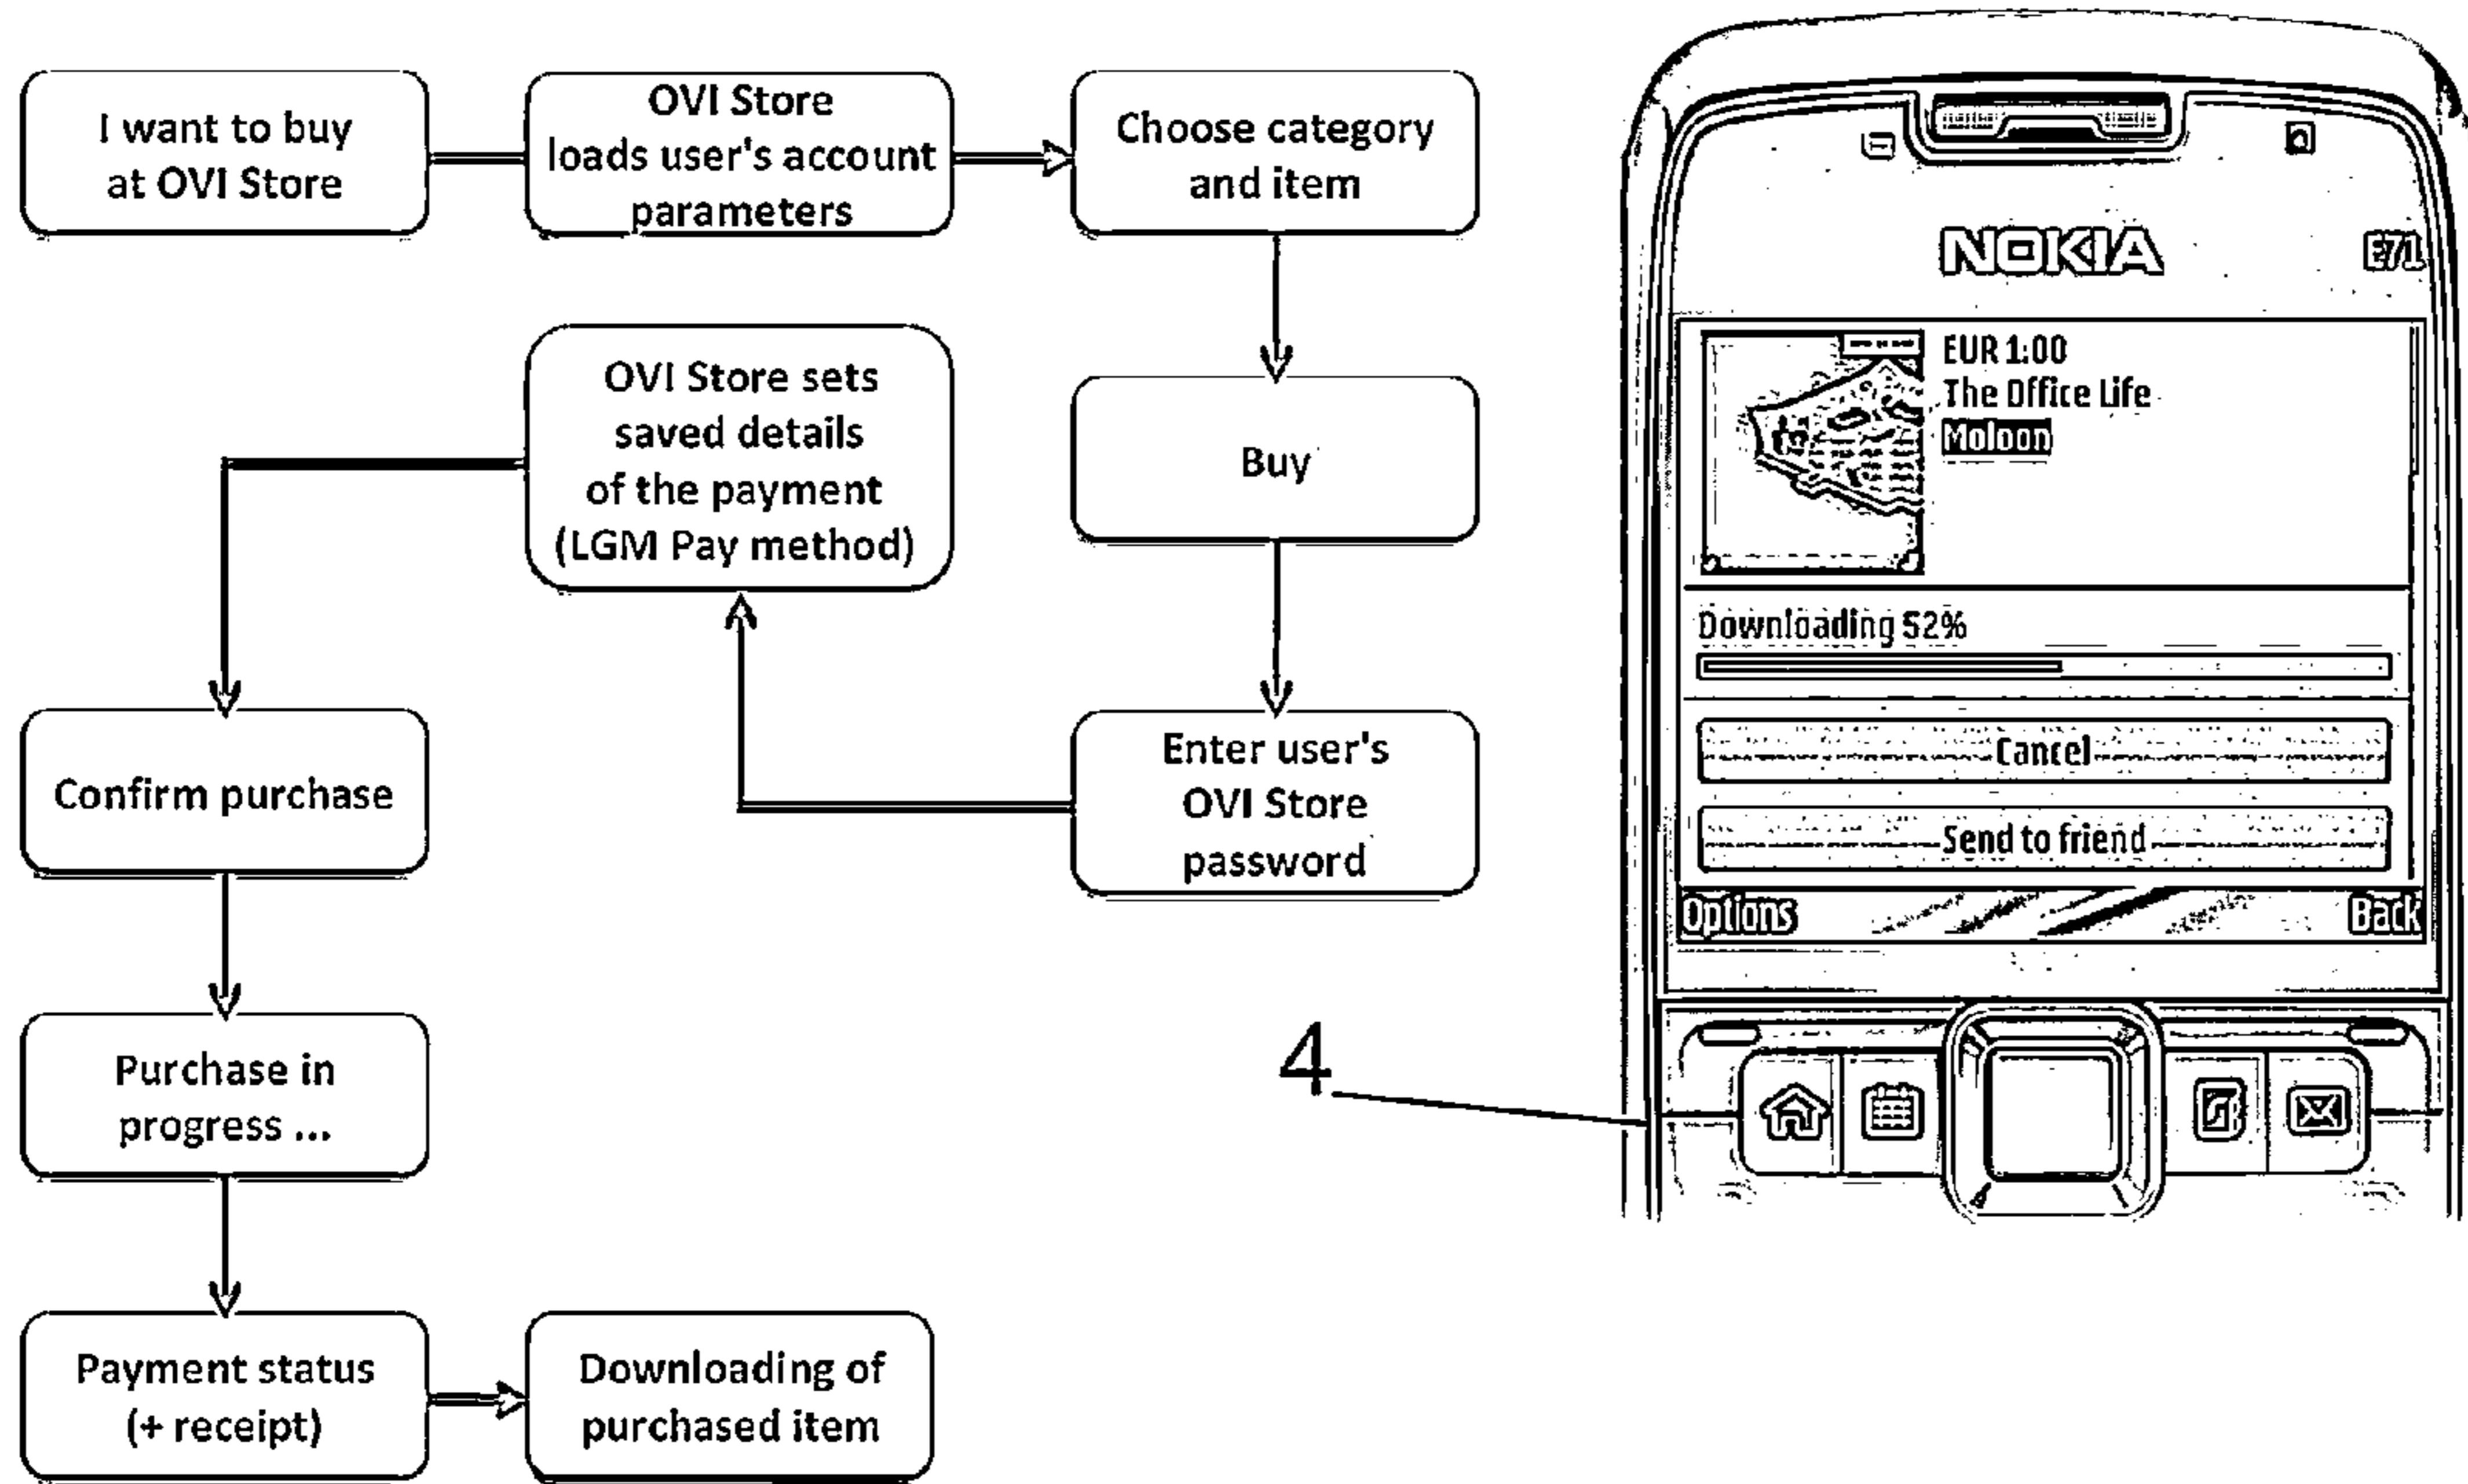 I want to buy
at OVI Store
OVI Store
loads user's account
parameters
Choose category
and item
Buy
Enter user's
OVI Store
password
OVI Store sets
saved details
of the payment
(LGM Pay method)
Confirm purchase
Purchase in
progress ...
Payment status
(+ receipt)
Downloading of
purchased item
4
NOKIA
E71
EUR 1:00
The Office Life
Moloon
Downloading 52%
Cancel
Send to friend
Options
Back